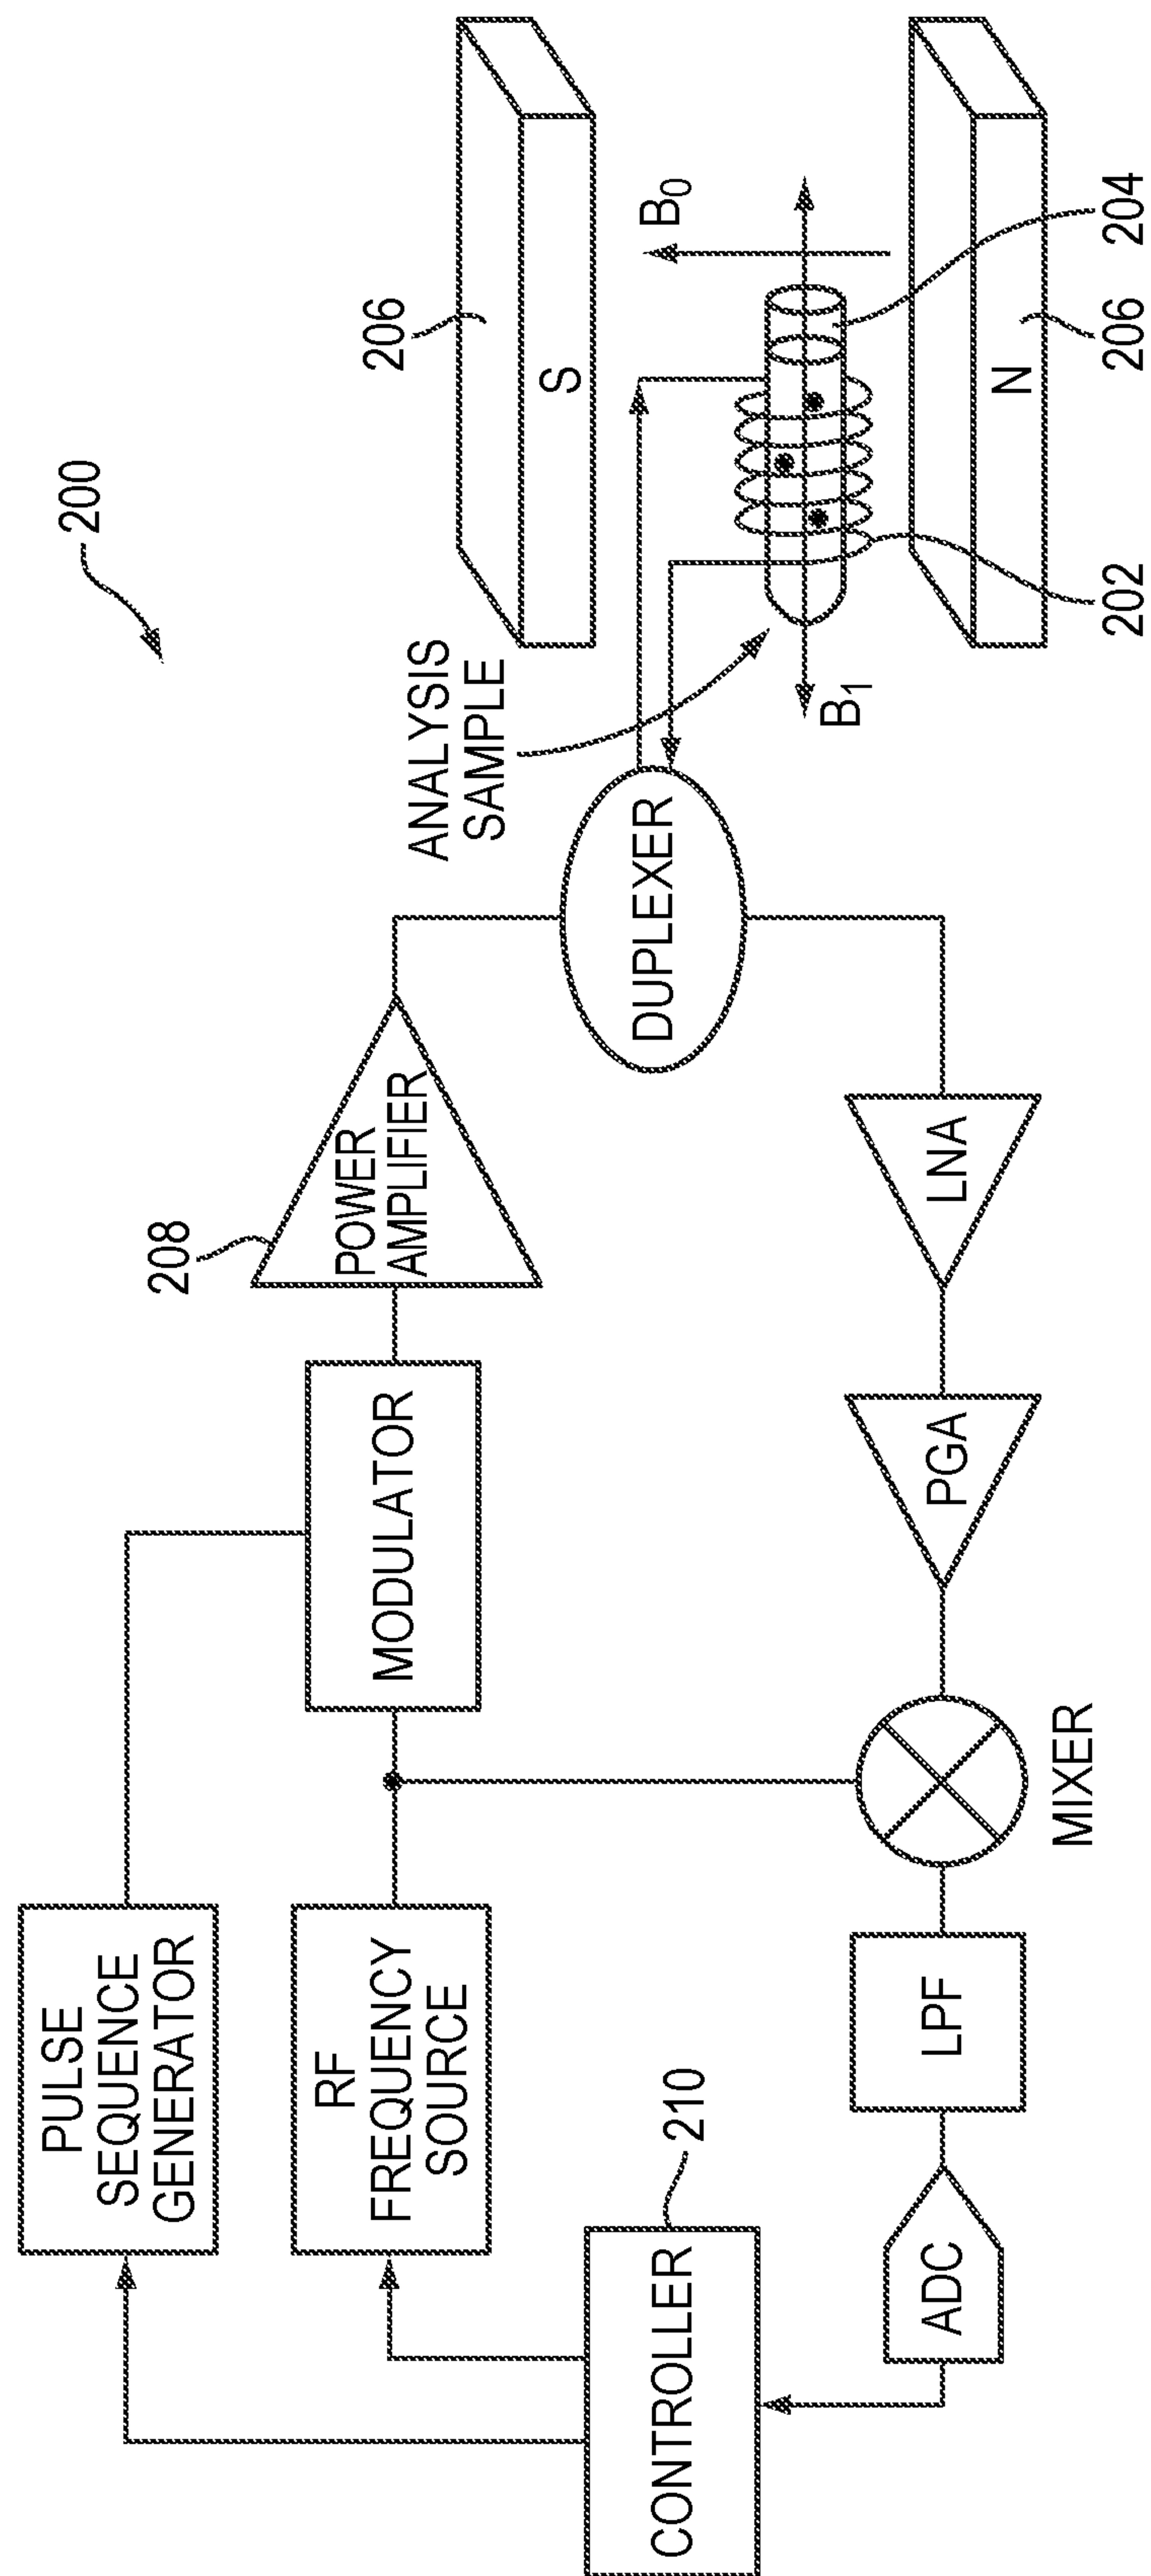 200
PULSE
SEQUENCE
GENERATOR
RF
FREQUENCY
SOURCE
MODULATOR
208
POWER
AMPLIFIER
DUPLEXER
ANALYSIS
SAMPLE
206
S
B0
B1
N
202
206
204
CONTROLLER
210
ADC
LPF
MIXER
PGA
LNA